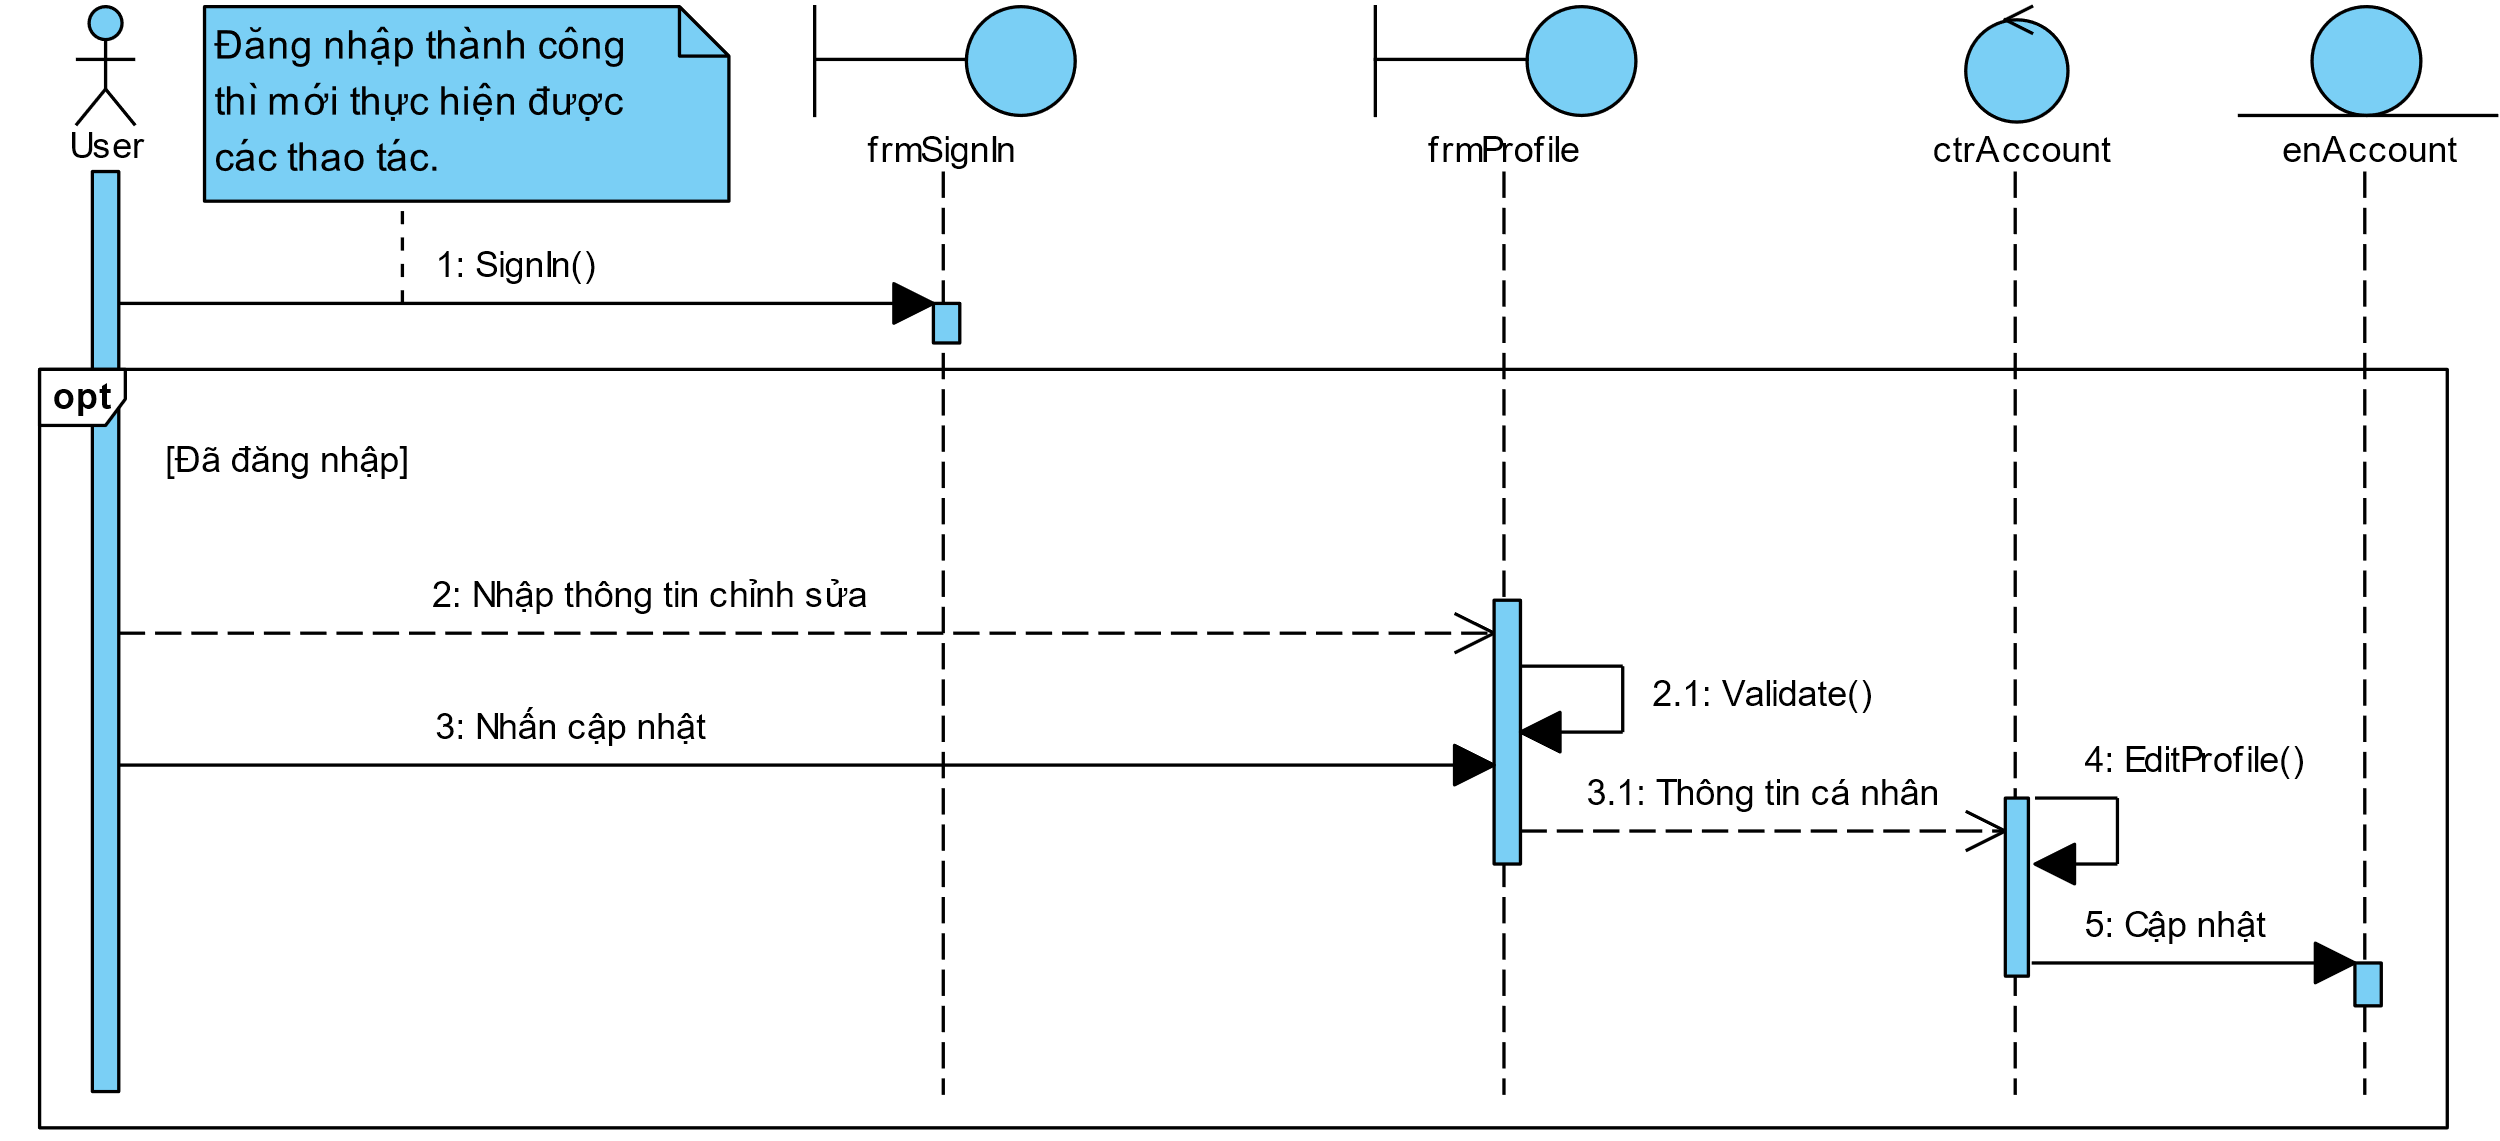 User
Đăng nhập thành công
thì mới thực hiện được
các thao tác.
frmSignIn
frmProfile
ctrAccount
enAccount
1: SignIn()
opt
[Đã đăng nhập]
2: Nhập thông tin chỉnh sửa
2.1: Validate()
3: Nhấn cập nhật
4: EditProfile()
3.1: Thông tin cá nhân
5: Cập nhật